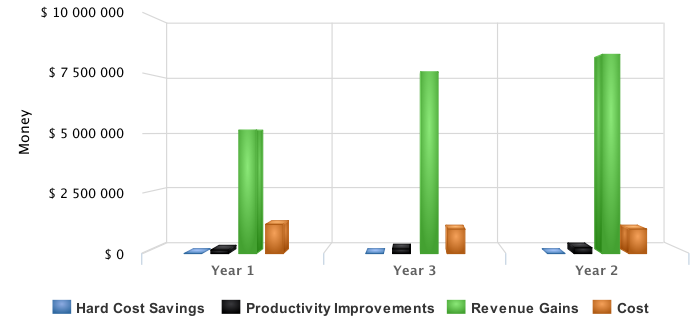 $ 10 000 000
$ 7 500 000
$ 5 000 000
$ 2 500 000
$ 0
Money
Year 1 Year 3 Year 2
Hard Cost Savings Productivity Improvements Revenue Gains Cost